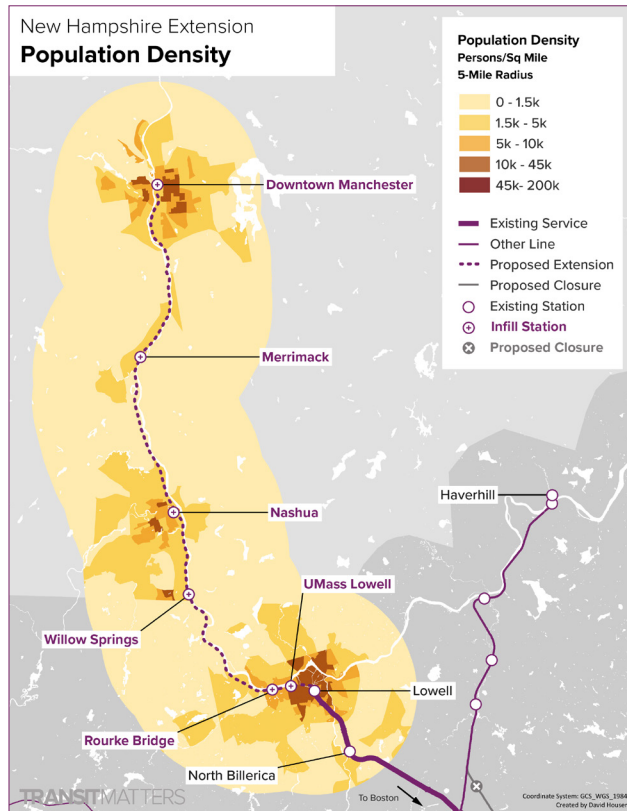 New Hampshire Extension
Population Density
Population Density
Persons/Sq Mile
5-Mile Radius
0 - 1.5k
1.5k - 5k
5k - 10k
10k - 45k
45k- 200k
Existing Service
Other Line
Proposed Extension
Proposed Closure
Existing Station
Infill Station
Proposed Closure
Downtown Manchester
Merrimack
Haverhill
Nashua
UMass Lowell
Willow Springs
Lowell
Rourke Bridge
North Billerica
To Boston
TRANSITMATTERS
Coordinate System: GCS_WGS_1984
Created by David Houser